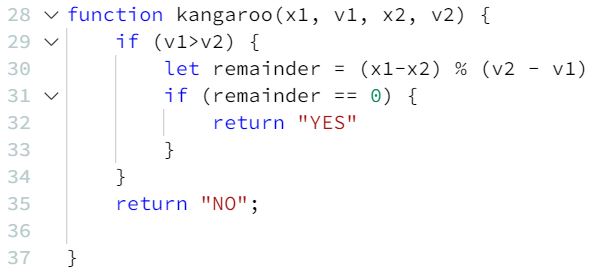 28 function kangaroo(x1, v1, x2, v2) {
29     if (v1>v2) {
30         let remainder = (x1-x2) % (v2 - v1)
31         if (remainder == 0) {
32             return "YES"
33         }
34     }
35     return "NO";
36
37 }